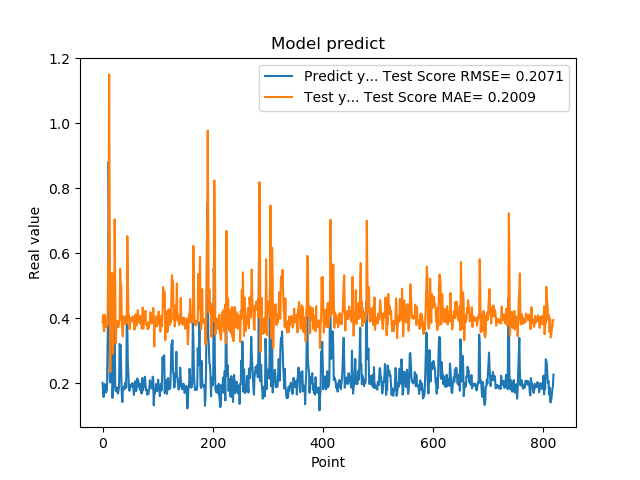 Model predict
Predict y... Test Score RMSE= 0.2071
Test y... Test Score MAE= 0.2009
1.2
1.0
0.8
0.6
0.4
0.2
Real value
0
200
400
600
800
Point